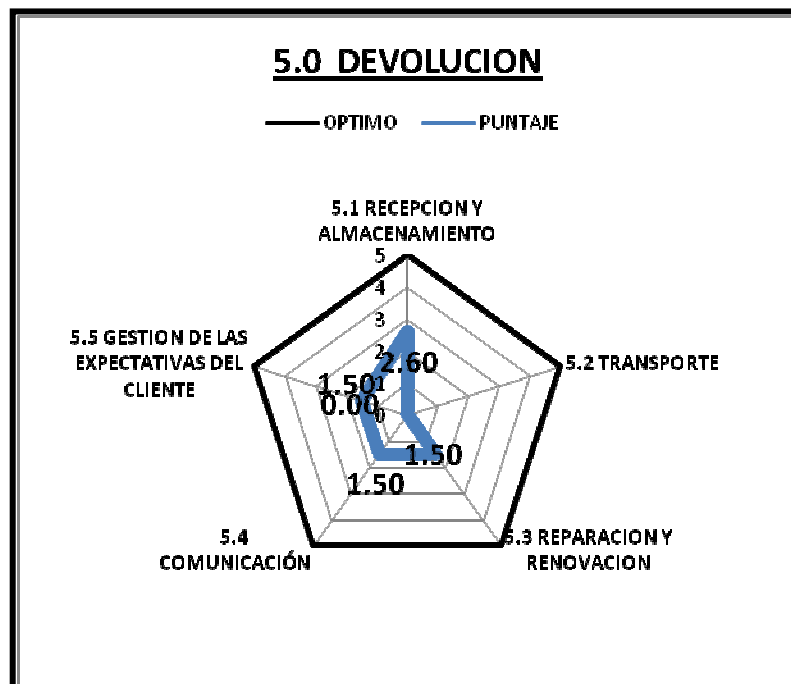 5.0 DEVOLUCION
OPTIMO
PUNTAJE
5.1 RECEPCION Y
ALMACENAMIENTO
5
4
3
2
1
0
2.60
5.2 TRANSPORTE
5.5 GESTION DE LAS
EXPECTATIVAS DEL
CLIENTE
1.50
0.00
1.50
1.50
5.4
COMUNICACIÓN
5.3 REPARACION Y
RENOVACION